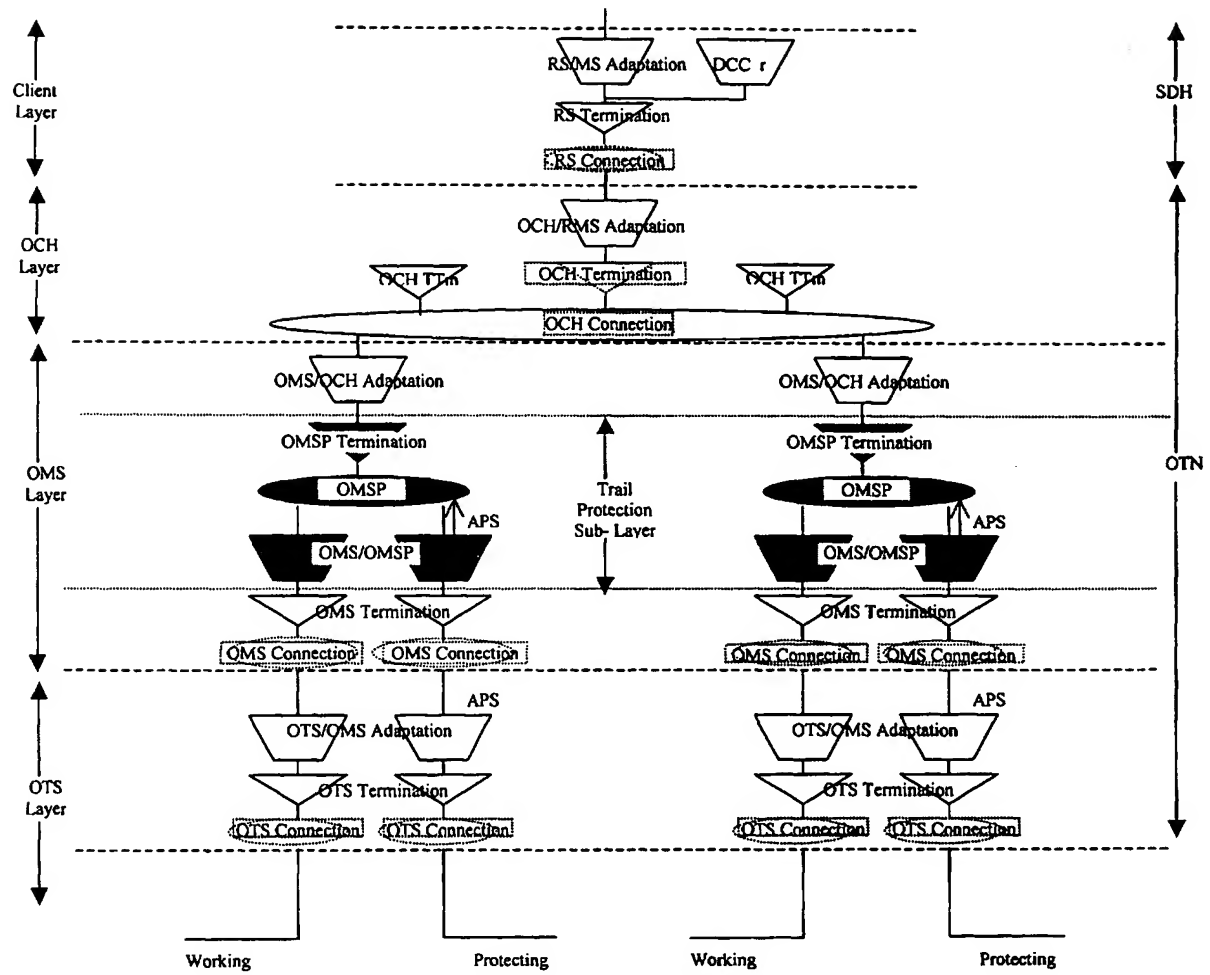 RS/MS Adaptation
DCC r
Client
Layer
SDH
RS Termination
RS Connection
OCH/RMS Adaptation
OCH
Layer
OCH TTm
OCH Termination
OCH TTm
OCH Connection
OMS/OCH Adaptation
OMS/OCH Adaptation
OMSP Termination
OMSP Termination
OMS
Layer
OMSP
Trail
Protection
Sub- Layer
OMSP
OTN
APS
APS
OMS/OMSP
OMS/OMSP
OMS Termination
OMS Termination
OMS Connection
OMS Connection
OMS Connection
OMS Connection
APS
APS
OTS/OMS Adaptation
OTS/OMS Adaptation
OTS
Layer
OTS Termination
OTS Termination
OTS Connection
OTS Connection
OTS Connection
OTS Connection
Working
Protecting
Working
Protecting